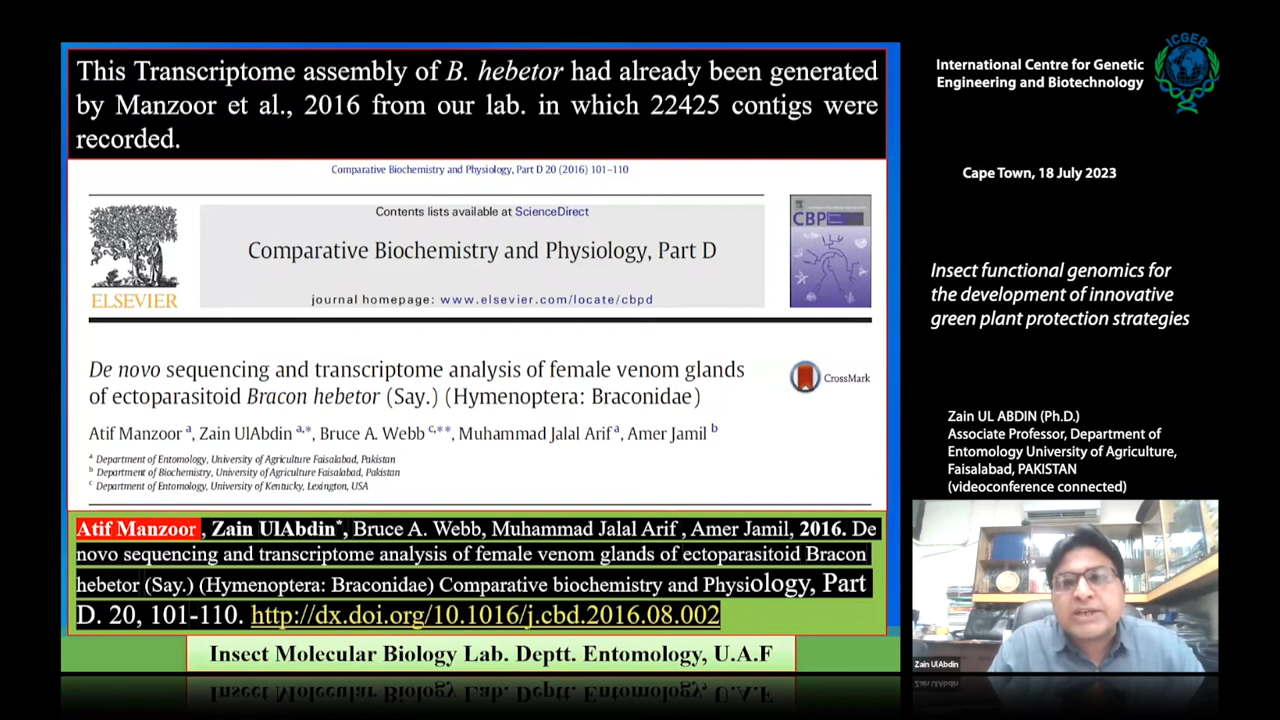 This Transcriptome assembly of B. hebetor had already been generated
by Manzoor et al., 2016 from our lab. in which 22425 contigs were
recorded.
Comparative Biochemistry and Physiology, Part D 20 (2016) 101–110
Contents lists available at ScienceDirect
Comparative Biochemistry and Physiology, Part D
journal homepage: www.elsevier.com/locate/cbpd
ELSEVIER
CBP
De novo sequencing and transcriptome analysis of female venom glands
of ectoparasitoid Bracon hebetor (Say.) (Hymenoptera: Braconidae)
CrossMark
Atif Manzoor a, Zain UlAbdin a,*, Bruce A. Webb c,**, Muhammad Jalal Arif a, Amer Jamil b
a Department of Entomology, University of Agriculture Faisalabad, Pakistan
b Department of Biochemistry, University of Agriculture Faisalabad, Pakistan
c Department of Entomology, University of Kentucky, Lexington, USA
Atif Manzoor , Zain UlAbdin*, Bruce A. Webb, Muhammad Jalal Arif , Amer Jamil, 2016. De
novo sequencing and transcriptome analysis of female venom glands of ectoparasitoid Bracon
hebetor (Say.) (Hymenoptera: Braconidae) Comparative biochemistry and Physiology, Part
D. 20, 101-110. http://dx.doi.org/10.1016/j.cbd.2016.08.002
Insect Molecular Biology Lab. Deptt. Entomology, U.A.F
International Centre for Genetic
Engineering and Biotechnology
ICGEB
Cape Town, 18 July 2023
Insect functional genomics for
the development of innovative
green plant protection strategies
Zain UL ABDIN (Ph.D.)
Associate Professor, Department of
Entomology University of Agriculture,
Faisalabad, PAKISTAN
(videoconference connected)
Zain UlAbdin